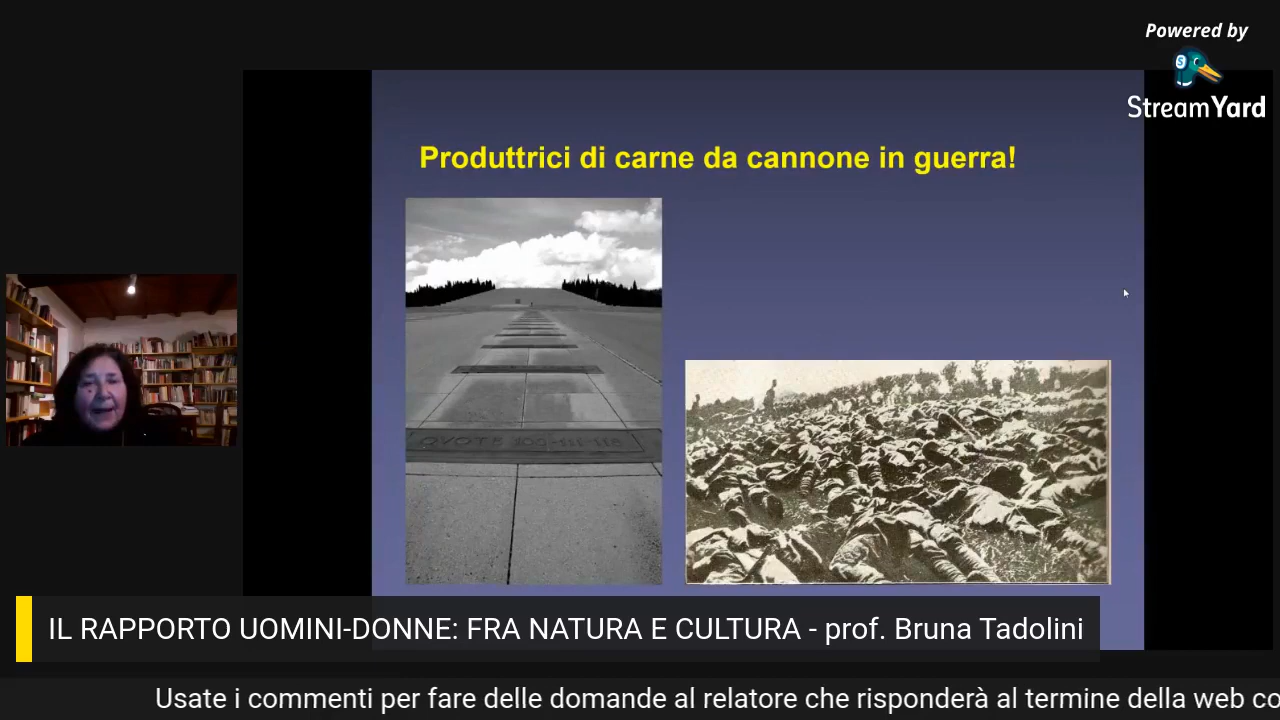 Powered by
StreamYard
Produttrici di carne da cannone in guerra!
IL RAPPORTO UOMINI-DONNE: FRA NATURA E CULTURA - prof. Bruna Tadolini
Usate i commenti per fare delle domande al relatore che risponderà al termine della web co